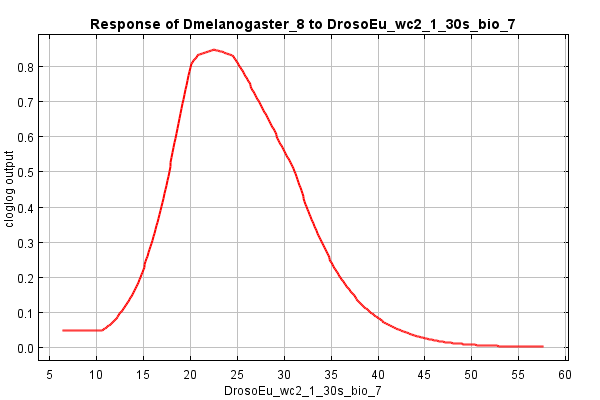 Response of Dmelanogaster_8 to DrosoEu_wc2_1_30s_bio_7
cloglog output
0.8
0.7
0.6
0.5
0.4
0.3
0.2
0.1
0.0
5 10 15 20 25 30 35 40 45 50 55 60
DrosoEu_wc2_1_30s_bio_7